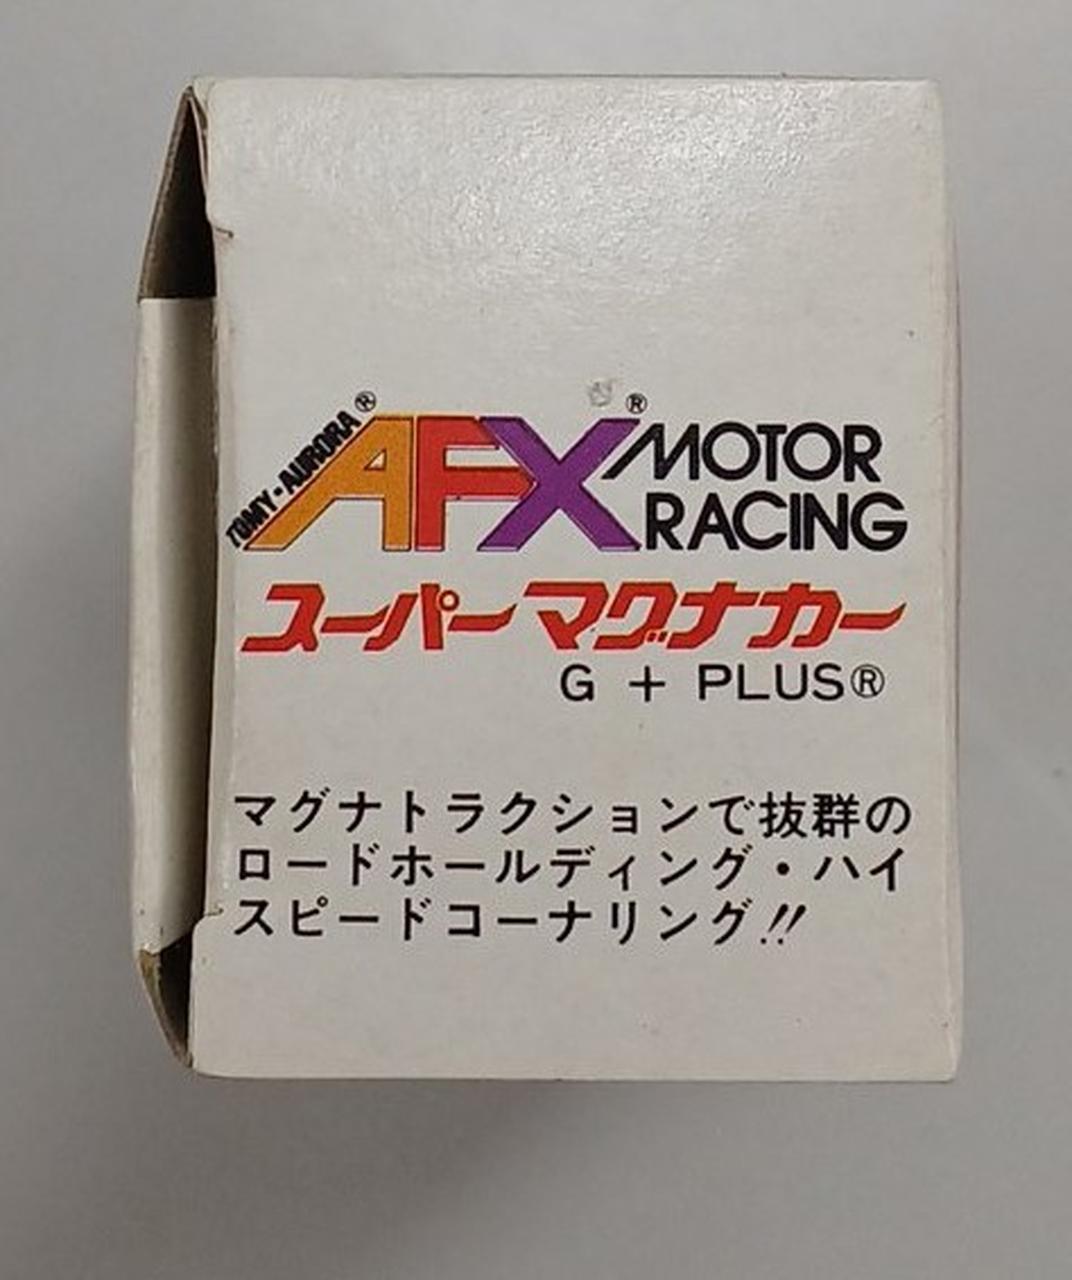 TOMY・AURORA®
AFX® MOTOR
RACING
スーパーマグナカー
G + PLUS®
マグナトラクションで抜群の
ロードホールディング・ハイ
スピードコーナリング!!